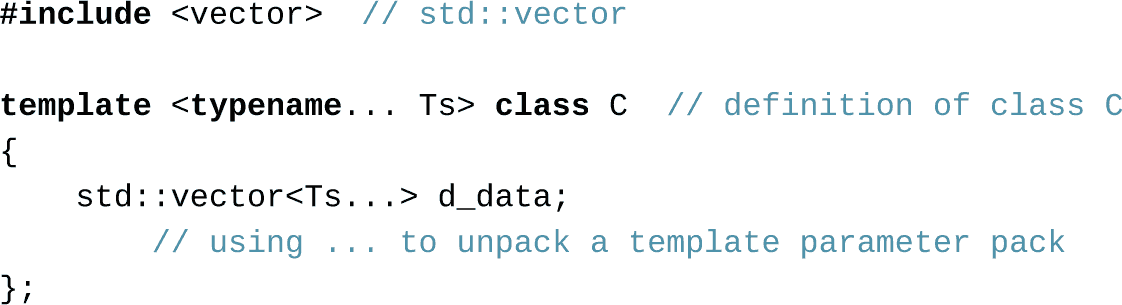 #include <vector>  // std::vector

template <typename... Ts> class C  // definition of class C
{
    std::vector<Ts...> d_data;
        // using ... to unpack a template parameter pack
};